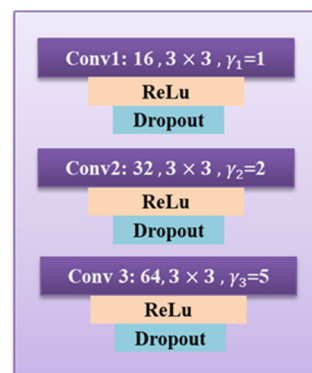 Conv1: 16 , 3 × 3 , γ₁=1
ReLu
Dropout
Conv2: 32, 3 × 3 , γ₂=2
ReLu
Dropout
Conv 3: 64, 3 × 3 , γ₃=5
ReLu
Dropout